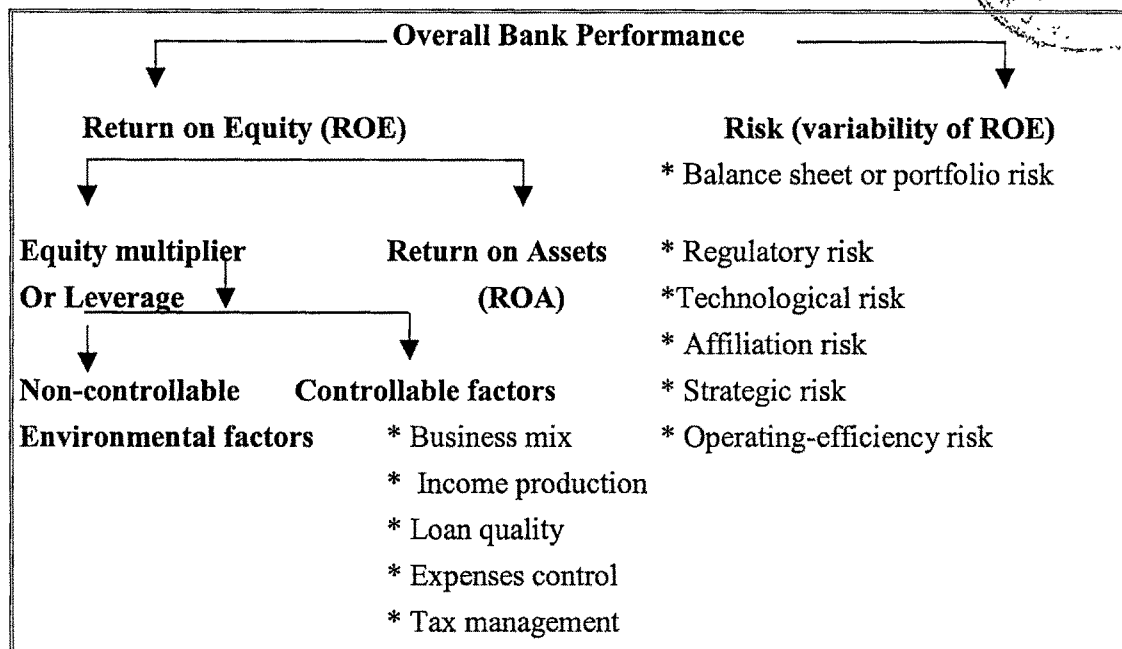 Overall Bank Performance
Return on Equity (ROE)
Risk (variability of ROE)
* Balance sheet or portfolio risk
Equity multiplier
Or Leverage
Return on Assets
(ROA)
* Regulatory risk
*Technological risk
* Affiliation risk
* Strategic risk
* Operating-efficiency risk
Non-controllable
Environmental factors
Controllable factors
* Business mix
* Income production
* Loan quality
* Expenses control
* Tax management